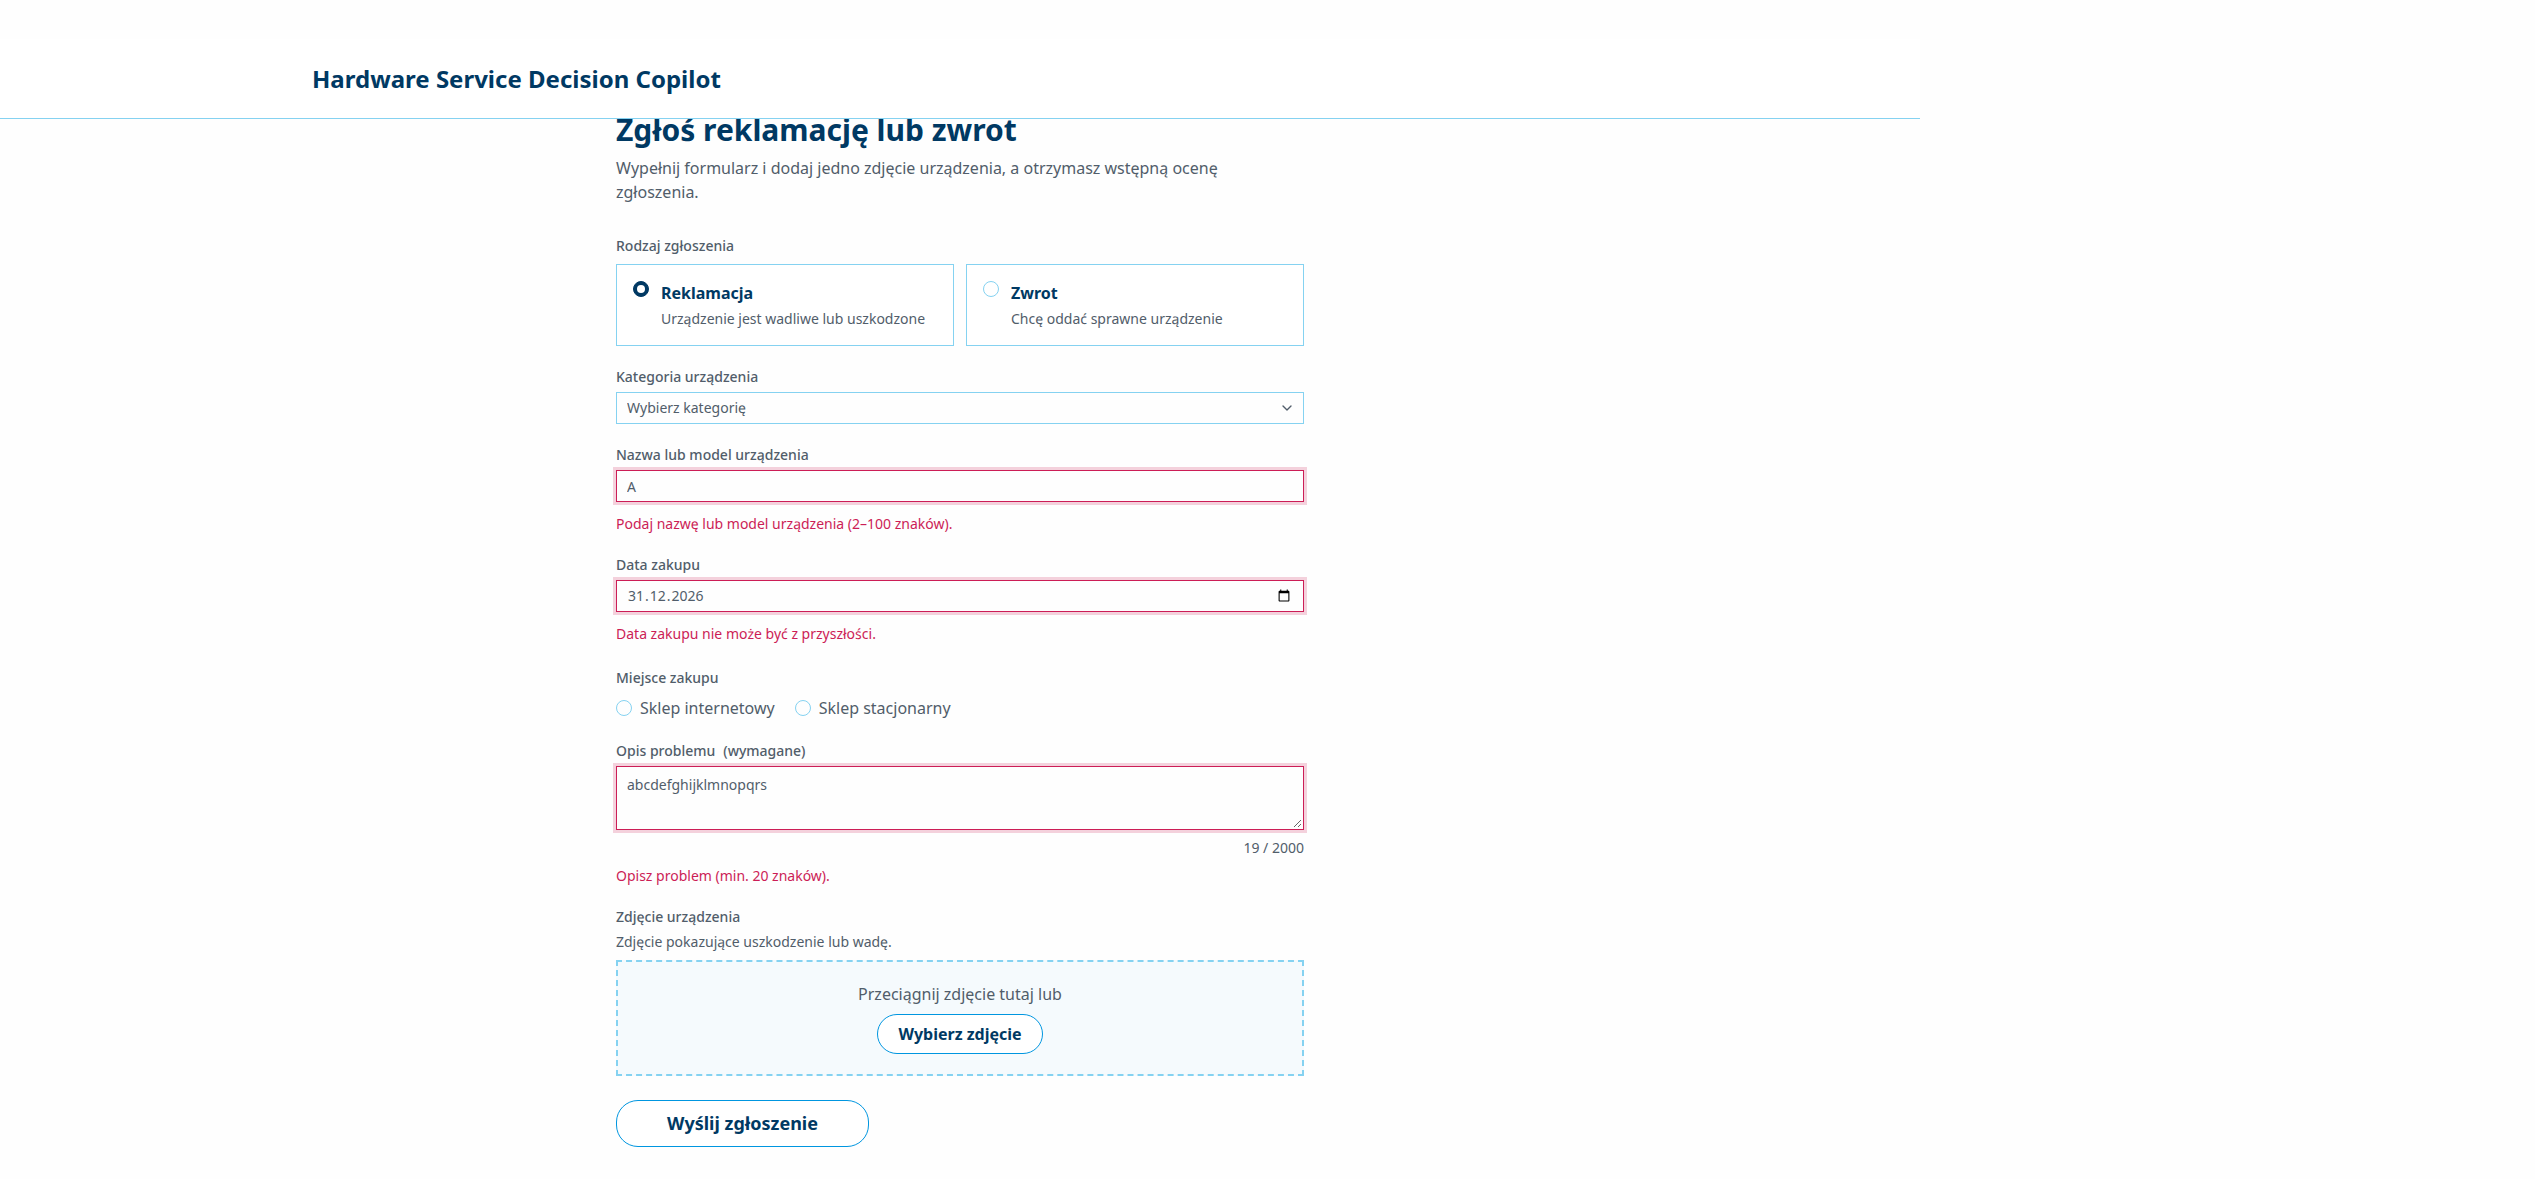 Hardware Service Decision Copilot
Zgłoś reklamację lub zwrot
Wypełnij formularz i dodaj jedno zdjęcie urządzenia, a otrzymasz wstępną ocenę
zgłoszenia.
Rodzaj zgłoszenia
Reklamacja
Urządzenie jest wadliwe lub uszkodzone
Zwrot
Chcę oddać sprawne urządzenie
Kategoria urządzenia
Wybierz kategorię
Nazwa lub model urządzenia
A
Podaj nazwę lub model urządzenia (2–100 znaków).
Data zakupu
31.12.2026
Data zakupu nie może być z przyszłości.
Miejsce zakupu
Sklep internetowy Sklep stacjonarny
Opis problemu (wymagane)
abcdefghijklmnopqrs
19 / 2000
Opisz problem (min. 20 znaków).
Zdjęcie urządzenia
Zdjęcie pokazujące uszkodzenie lub wadę.
Przeciągnij zdjęcie tutaj lub
Wybierz zdjęcie
Wyślij zgłoszenie